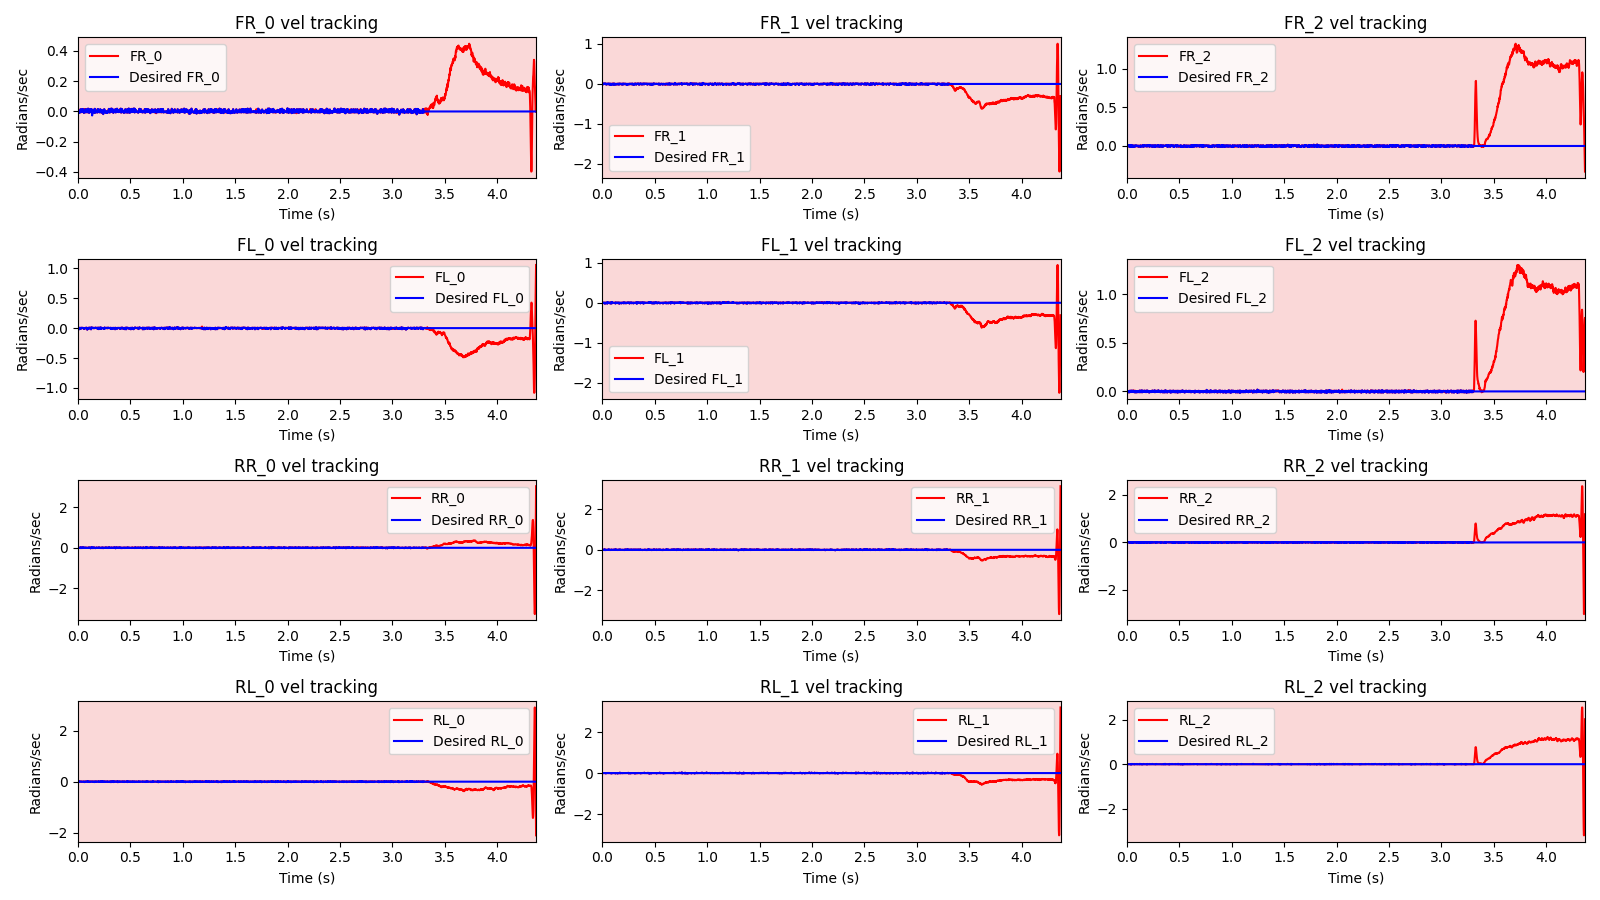 FR_0 vel tracking
FR_1 vel tracking
FR_2 vel tracking
Radians/sec
0.4
0.2
0.0
−0.2
−0.4
FR_0
Desired FR_0
0.0 0.5 1.0 1.5 2.0 2.5 3.0 3.5 4.0
Time (s)
Radians/sec
1
0
−1
−2
FR_1
Desired FR_1
0.0 0.5 1.0 1.5 2.0 2.5 3.0 3.5 4.0
Time (s)
Radians/sec
1.0
0.5
0.0
FR_2
Desired FR_2
0.0 0.5 1.0 1.5 2.0 2.5 3.0 3.5 4.0
Time (s)
FL_0 vel tracking
FL_1 vel tracking
FL_2 vel tracking
Radians/sec
1.0
0.5
0.0
−0.5
−1.0
FL_0
Desired FL_0
0.0 0.5 1.0 1.5 2.0 2.5 3.0 3.5 4.0
Time (s)
Radians/sec
1
0
−1
−2
FL_1
Desired FL_1
0.0 0.5 1.0 1.5 2.0 2.5 3.0 3.5 4.0
Time (s)
Radians/sec
1.0
0.5
0.0
FL_2
Desired FL_2
0.0 0.5 1.0 1.5 2.0 2.5 3.0 3.5 4.0
Time (s)
RR_0 vel tracking
RR_1 vel tracking
RR_2 vel tracking
Radians/sec
2
0
−2
RR_0
Desired RR_0
0.0 0.5 1.0 1.5 2.0 2.5 3.0 3.5 4.0
Time (s)
Radians/sec
2
0
−2
RR_1
Desired RR_1
0.0 0.5 1.0 1.5 2.0 2.5 3.0 3.5 4.0
Time (s)
Radians/sec
2
0
−2
RR_2
Desired RR_2
0.0 0.5 1.0 1.5 2.0 2.5 3.0 3.5 4.0
Time (s)
RL_0 vel tracking
RL_1 vel tracking
RL_2 vel tracking
Radians/sec
2
0
−2
RL_0
Desired RL_0
0.0 0.5 1.0 1.5 2.0 2.5 3.0 3.5 4.0
Time (s)
Radians/sec
2
0
−2
RL_1
Desired RL_1
0.0 0.5 1.0 1.5 2.0 2.5 3.0 3.5 4.0
Time (s)
Radians/sec
2
0
−2
RL_2
Desired RL_2
0.0 0.5 1.0 1.5 2.0 2.5 3.0 3.5 4.0
Time (s)